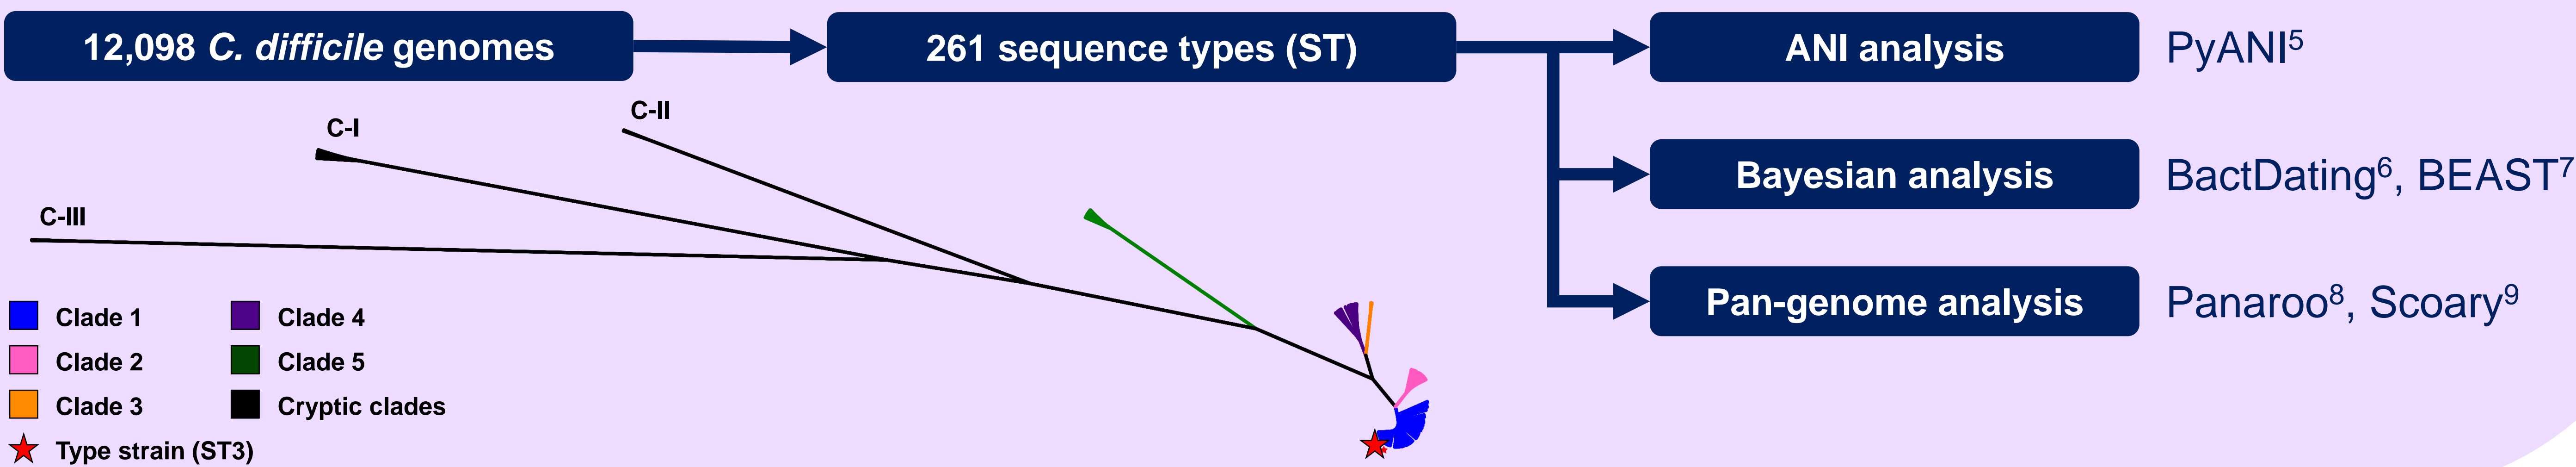 12,098 C. difficile genomes
261 sequence types (ST)
ANI analysis
PyANI⁵
Bayesian analysis
BactDating⁶, BEAST⁷
Pan-genome analysis
Panaroo⁸, Scoary⁹
C-I
C-II
C-III
Clade 1
Clade 2
Clade 3
Type strain (ST3)
Clade 4
Clade 5
Cryptic clades